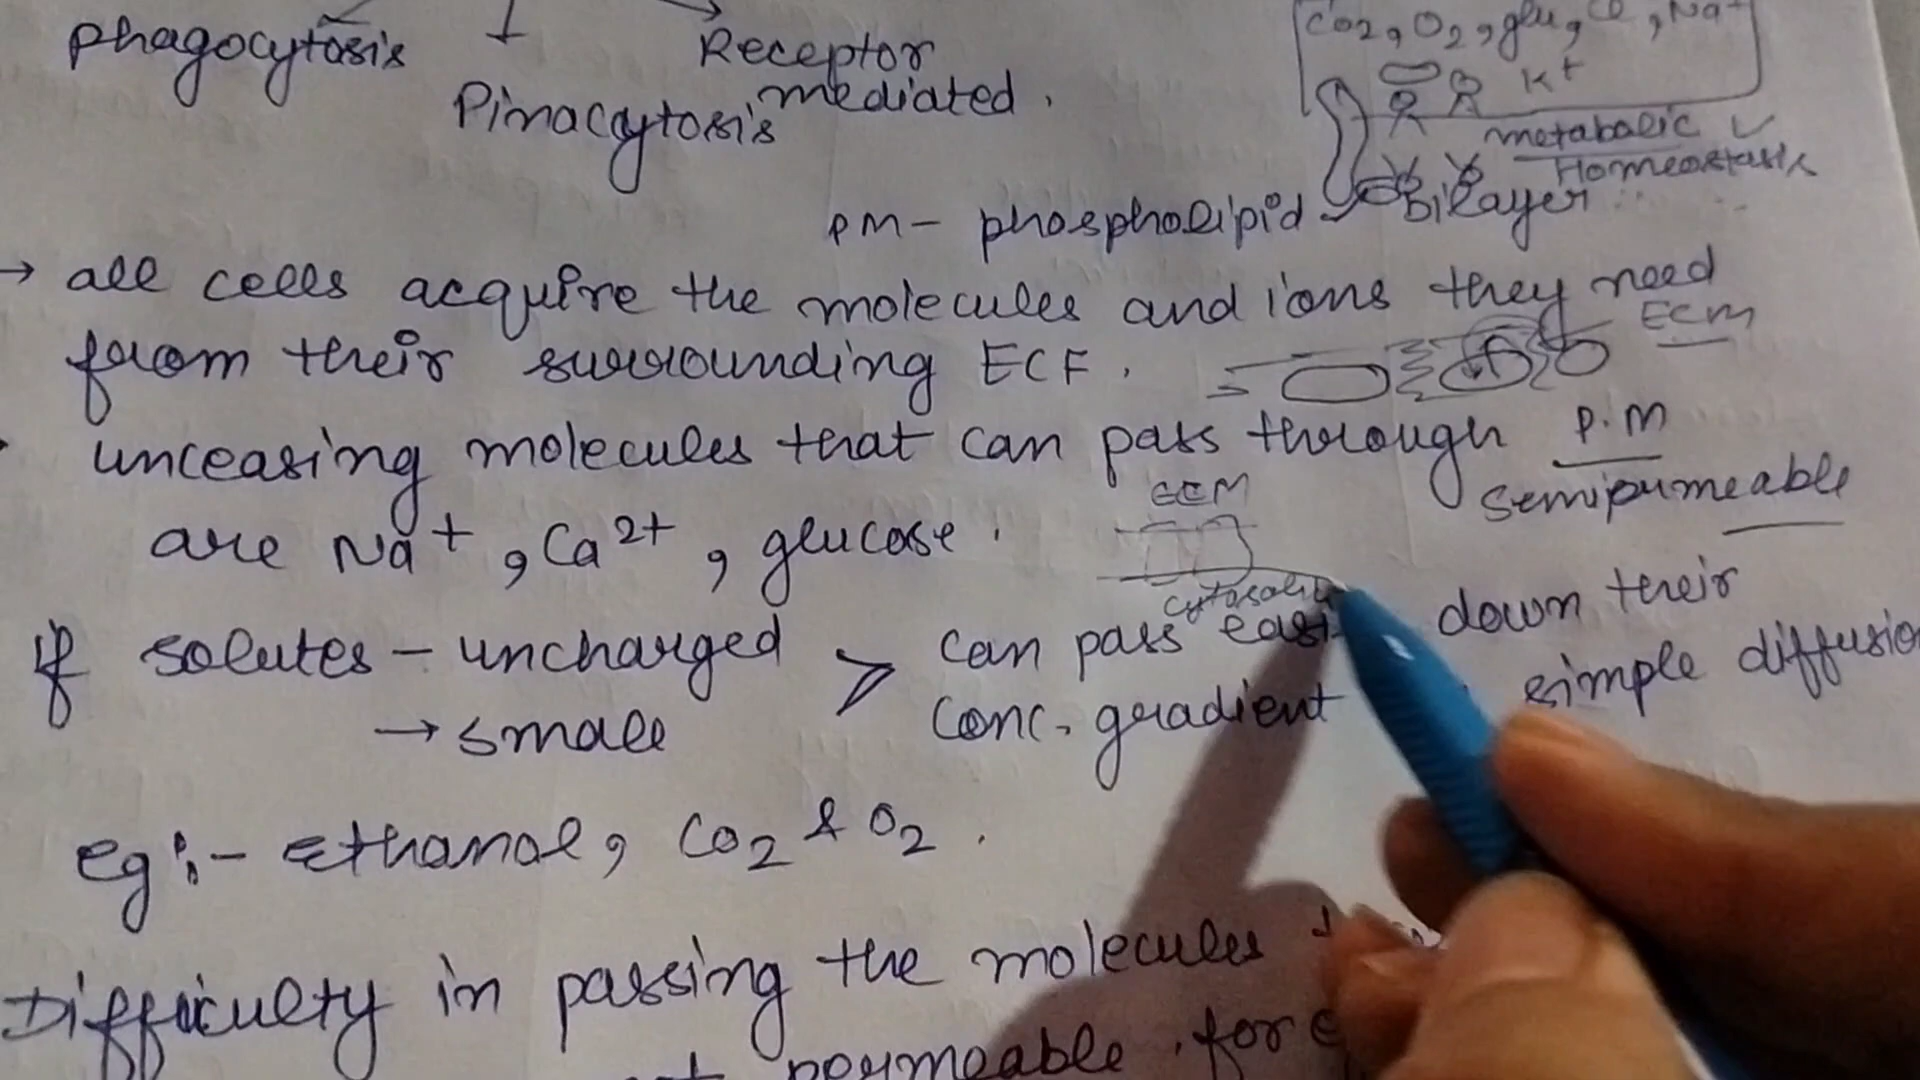 phagocytosis
Pinacytosis
Receptor
mediated.
CO2, O2, glu, Cl, Na+
K+
metabolic
Homeostasis
PM - phospholipid Bilayer
→ all cells acquire the molecules and ions they need
from their surrounding ECF.
ECM
unceasing molecules that can pass through P.M
Semipermeable
are Na+, Ca2+, glucose.
ECM
cytosolic
If solutes - uncharged > can pass easi down their
→ small conc. gradient simple diffusion
eg:- Ethanol, CO2 & O2.
Difficulty in passing the molecules
permeable. for